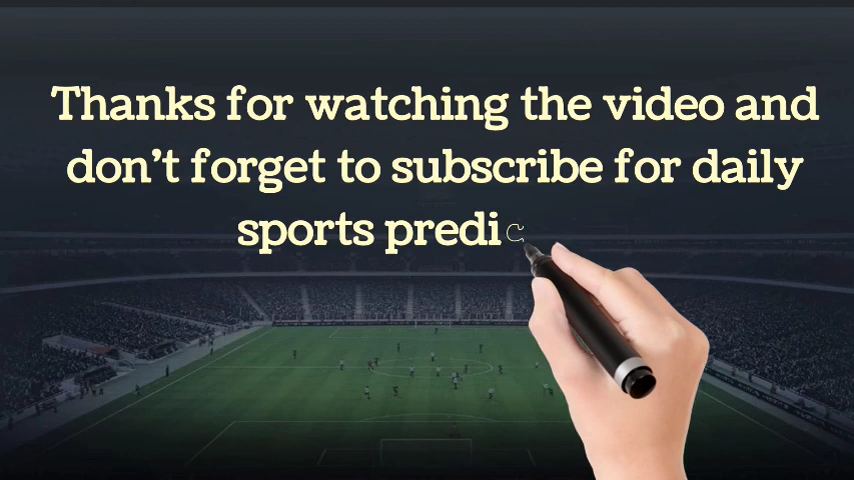 Thanks for watching the video and
don't forget to subscribe for daily
sports predic